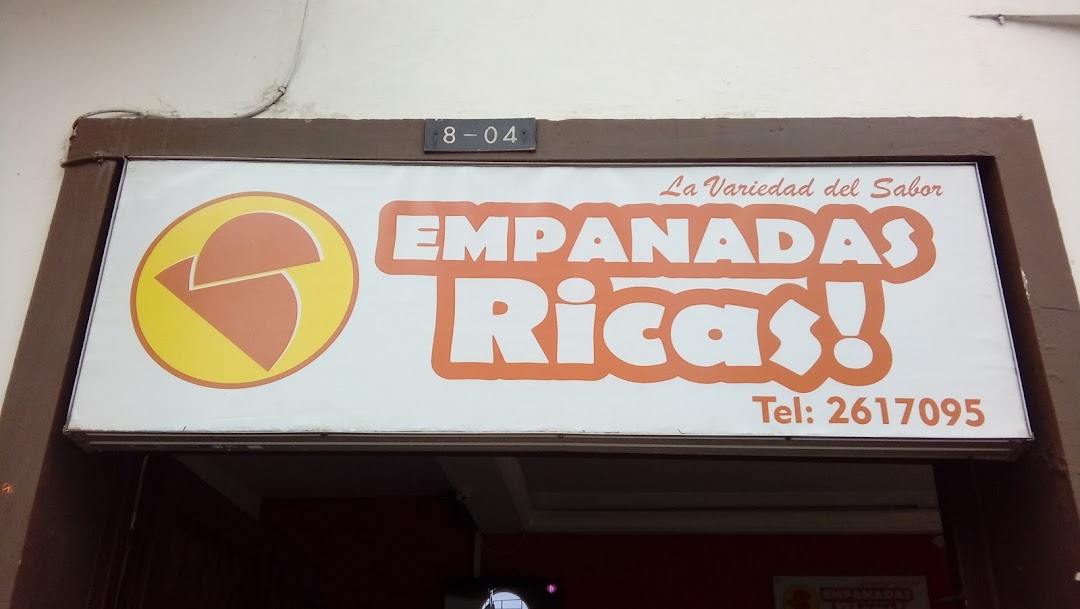 8-04
La Variedad del Sabor
EMPANADAS
Ricas!
Tel: 2617095
EMPANADAS